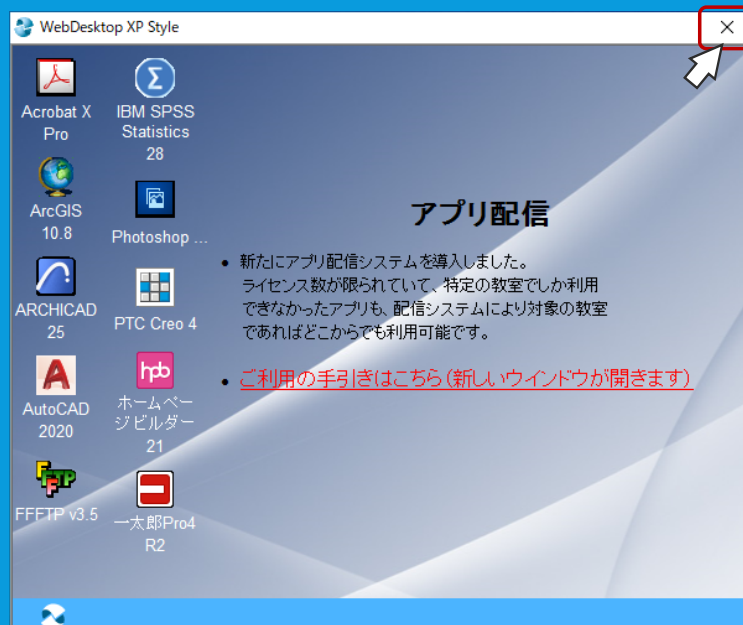 WebDesktop XP Style
Acrobat X
Pro
ArcGIS
10.8
ARCHICAD
25
AutoCAD
2020
FFFTP v3.5
IBM SPSS
Statistics
28
Photoshop ...
PTC Creo 4
hpb
ホームペー
ジビルダー
21
一太郎Pro4
R2
アプリ配信
• 新たにアプリ配信システムを導入しました。
ライセンス数が限られていて、特定の教室でしか利用
できなかったアプリも、配信システムにより対象の教室
であればどこからでも利用可能です。
• ご利用の手引きはこちら(新しいウインドウが開きます)